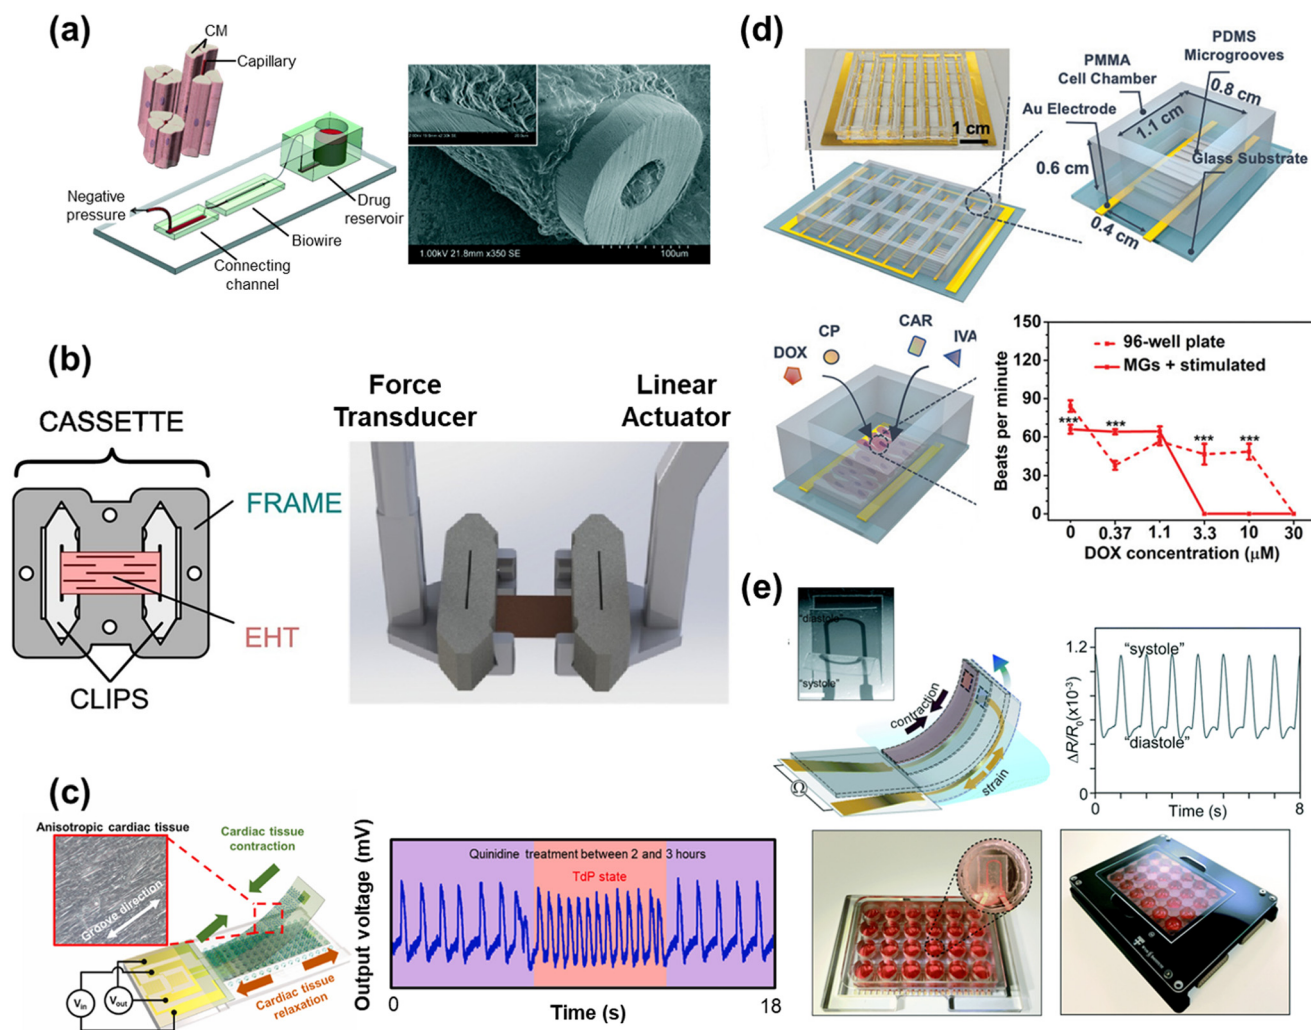 (a)
CM
Capillary
Negative
pressure
Drug
reservoir
Biowire
Connecting
channel
1.00kV 21.8mm x350 SE
100um
(b)
CASSETTE
FRAME
EHT
CLIPS
Force
Transducer
Linear
Actuator
(c)
Anisotropic cardiac tissue
Groove direction
Cardiac tissue
contraction
Cardiac tissue
relaxation
Vin
Vout
Output voltage (mV)
Quinidine treatment between 2 and 3 hours
TdP state
0
18
Time (s)
(d)
1 cm
PMMA
Cell Chamber
PDMS
Microgrooves
Au Electrode
0.8 cm
1.1 cm
0.6 cm
Glass Substrate
0.4 cm
DOX
CP
CAR
IVA
Beats per minute
150
120
90
60
30
0
96-well plate
MGs + stimulated
***
***
***
***
0
0.37
1.1
3.3
10
30
DOX concentration (μM)
(e)
"diastole"
"systole"
contraction
strain
Ω
ΔR/R0(x10-3)
1.2
0.6
0
"systole"
"diastole"
0
8
Time (s)